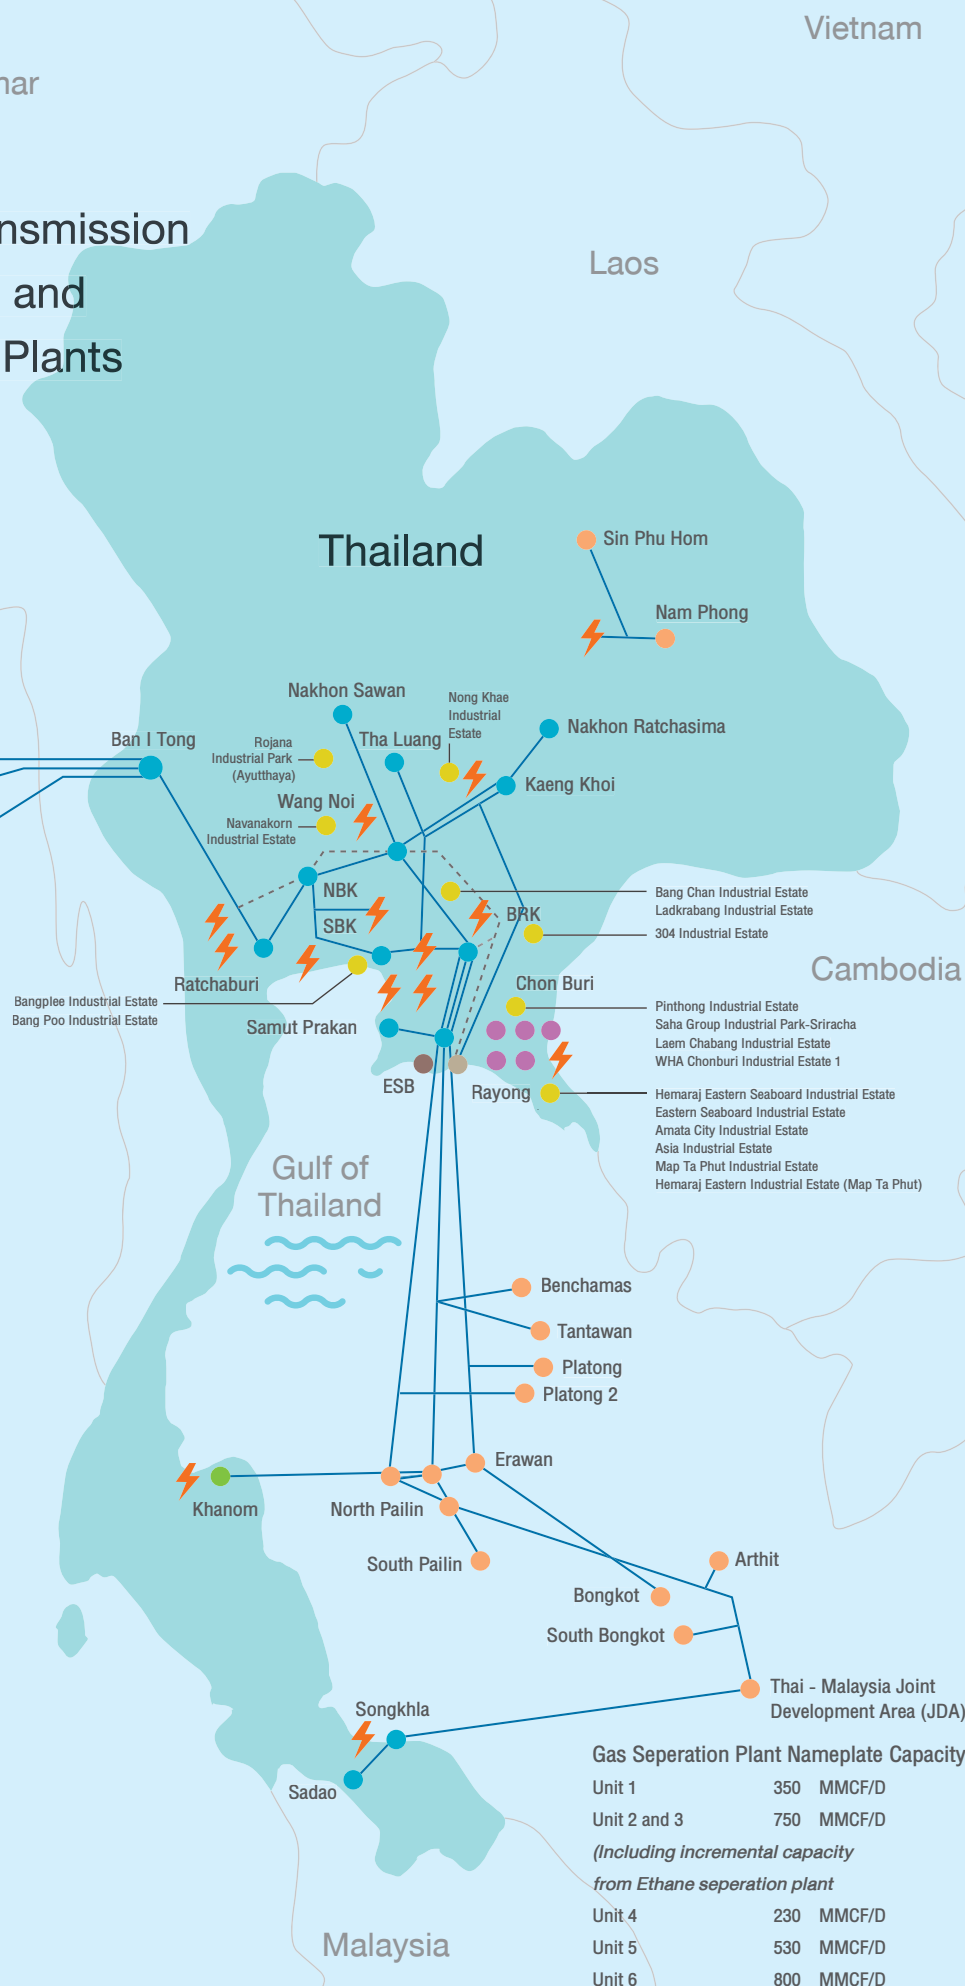 Vietnam
nar
nsmission
and
Plants
Laos
Thailand
Sin Phu Hom
Nam Phong
Nakhon Sawan
Nong Khae
Industrial
Estate
Nakhon Ratchasima
Ban I Tong
Rojana
Industrial Park
(Ayutthaya)
Tha Luang
Kaeng Khoi
Wang Noi
Navanakorn
Industrial Estate
NBK
SBK
BRK
Bang Chan Industrial Estate
Ladkrabang Industrial Estate
304 Industrial Estate
Cambodia
Ratchaburi
Chon Buri
Bangplee Industrial Estate
Bang Poo Industrial Estate
Samut Prakan
Pinthong Industrial Estate
Saha Group Industrial Park-Sriracha
Laem Chabang Industrial Estate
WHA Chonburi Industrial Estate 1
ESB
Rayong
Hemaraj Eastern Seaboard Industrial Estate
Eastern Seaboard Industrial Estate
Amata City Industrial Estate
Asia Industrial Estate
Map Ta Phut Industrial Estate
Hemaraj Eastern Industrial Estate (Map Ta Phut)
Gulf of
Thailand
Benchamas
Tantawan
Platong
Platong 2
Erawan
Khanom
North Pailin
South Pailin
Arthit
Bongkot
South Bongkot
Thai - Malaysia Joint
Development Area (JDA)
Songkhla
Sadao
Gas Seperation Plant Nameplate Capacity
Unit 1 350 MMCF/D
Unit 2 and 3 750 MMCF/D
(Including incremental capacity
from Ethane seperation plant
Unit 4 230 MMCF/D
Unit 5 530 MMCF/D
Unit 6 800 MMCF/D
Malaysia